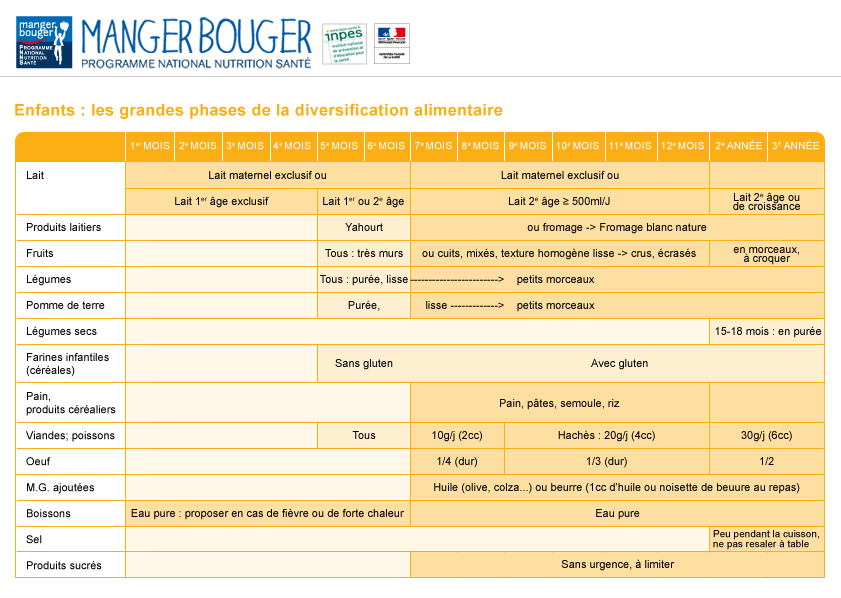 manger
bouger
PROGRAMME
NATIONAL
NUTRITION
SANTÉ
MANGER BOUGER
PROGRAMME NATIONAL NUTRITION SANTÉ
inpes
Enfants : les grandes phases de la diversification alimentaire
1er MOIS 2e MOIS 3e MOIS 4e MOIS 5e MOIS 6e MOIS 7e MOIS 8e MOIS 9e MOIS 10e MOIS 11e MOIS 12e MOIS 2e ANNÉE 3E ANNÉE
Lait
Lait maternel exclusif ou
Lait maternel exclusif ou
Lait 1er âge exclusif
Lait 1er ou 2e âge
Lait 2e âge ≥ 500ml/J
Lait 2e âge ou
de croissance
Produits laitiers
Yahourt
ou fromage -> Fromage blanc nature
Fruits
Tous : très murs
ou cuits, mixés, texture homogène lisse -> crus, écrasés
en morceaux,
à croquer
Légumes
Tous : purée, lisse ------------------------> petits morceaux
Pomme de terre
Purée,
lisse -------------> petits morceaux
Légumes secs
15-18 mois : en purée
Farines infantiles
(céréales)
Sans gluten
Avec gluten
Pain,
produits céréaliers
Pain, pâtes, semoule, riz
Viandes; poissons
Tous
10g/j (2cc)
Hachès : 20g/j (4cc)
30g/j (6cc)
Oeuf
1/4 (dur)
1/3 (dur)
1/2
M.G. ajoutées
Huile (olive, colza...) ou beurre (1cc d'huile ou noisette de beuure au repas)
Boissons
Eau pure : proposer en cas de fièvre ou de forte chaleur
Eau pure
Sel
Peu pendant la cuisson,
ne pas resaler à table
Produits sucrés
Sans urgence, à limiter